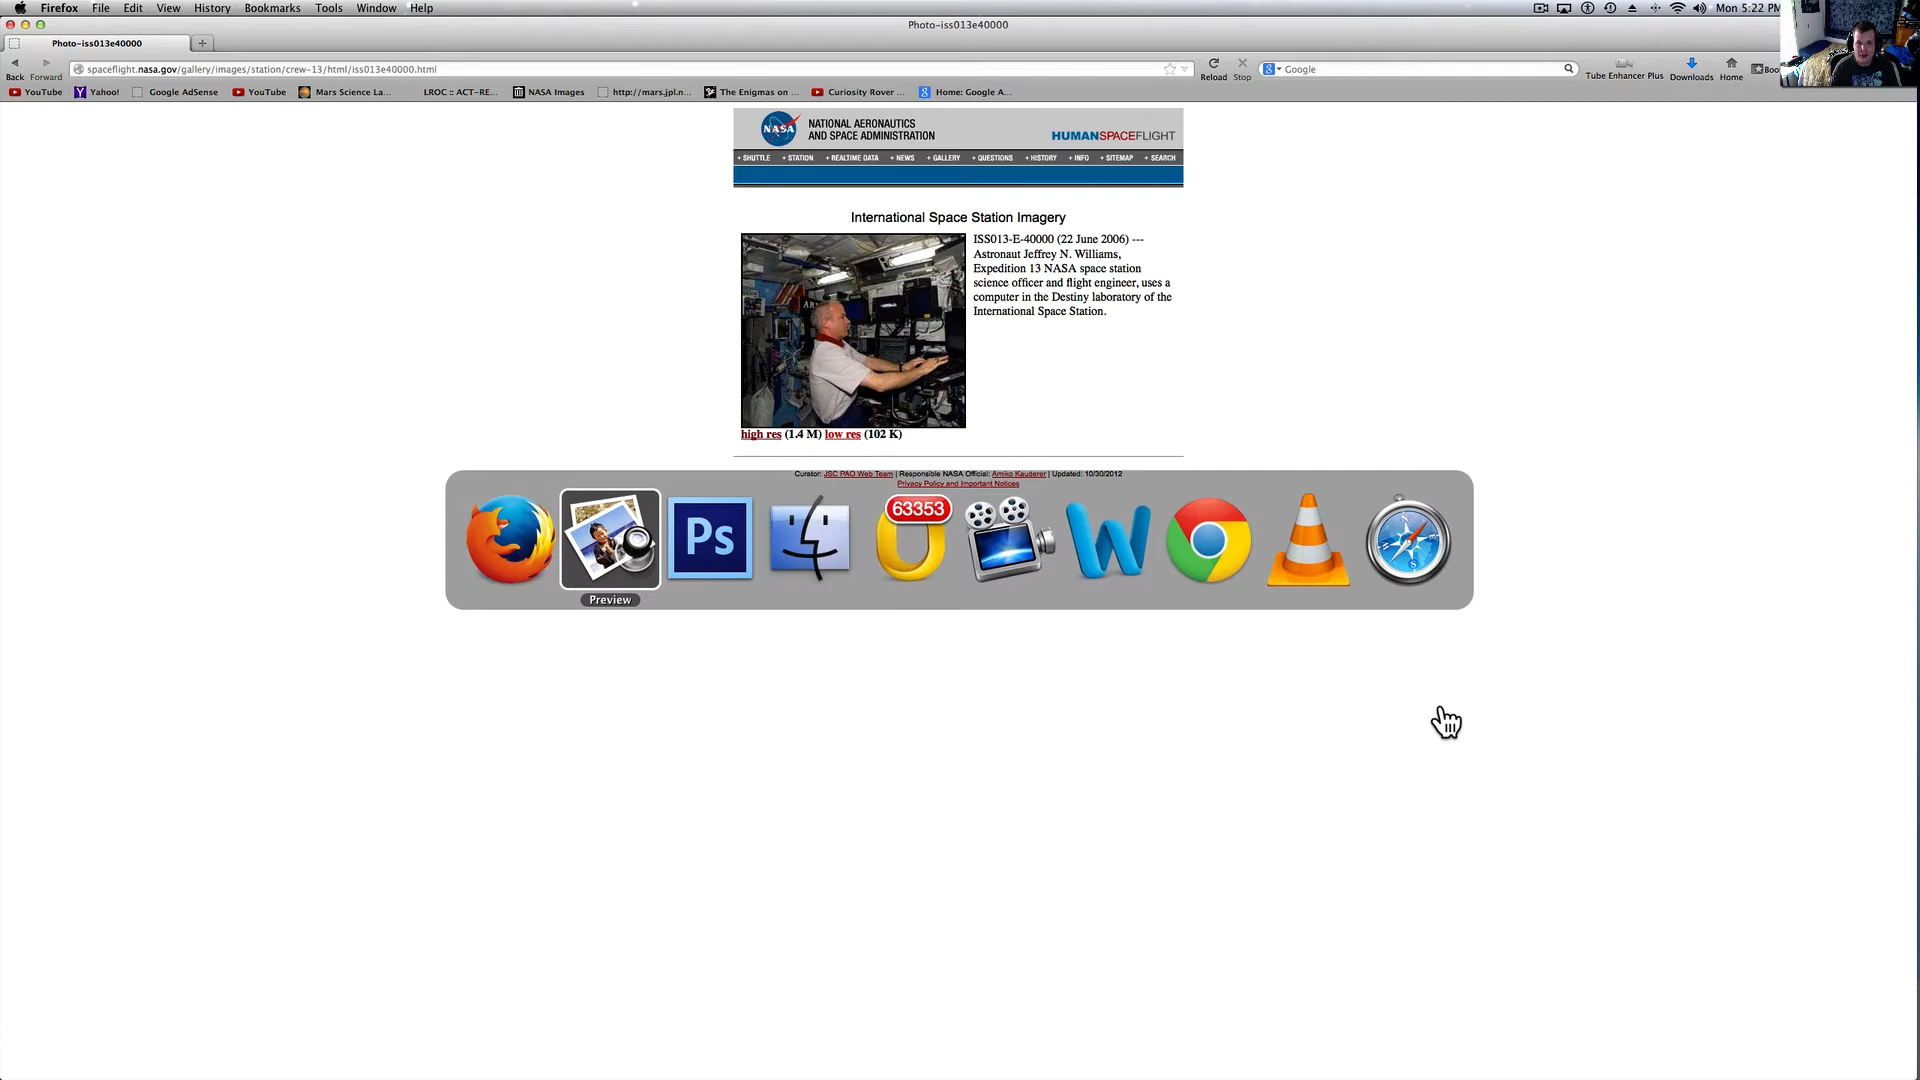 Firefox File Edit View History Bookmarks Tools Window Help Mon 5:22 PM
Photo-iss013e40000
Photo-iss013e40000
Back Forward spaceflight.nasa.gov/gallery/images/station/crew-13/html/iss013e40000.html Reload Stop Google Tube Enhancer Plus Downloads Home Boo
YouTube Yahoo! Google AdSense YouTube Mars Science La... LROC :: ACT-RE... NASA Images http://mars.jpl.n... The Enigmas on ... Curiosity Rover ... Home: Google A...
NASA NATIONAL AERONAUTICS
AND SPACE ADMINISTRATION HUMANSPACEFLIGHT
+ SHUTTLE + STATION + REALTIME DATA + NEWS + GALLERY + QUESTIONS + HISTORY + INFO + SITEMAP + SEARCH
International Space Station Imagery
ISS013-E-40000 (22 June 2006) ---
Astronaut Jeffrey N. Williams,
Expedition 13 NASA space station
science officer and flight engineer, uses a
computer in the Destiny laboratory of the
International Space Station.
high res (1.4 M) low res (102 K)
Curator: JSC PAO Web Team | Responsible NASA Official: Amiko Kauderer | Updated: 10/30/2012
Privacy Policy and Important Notices
Ps
63353
Preview